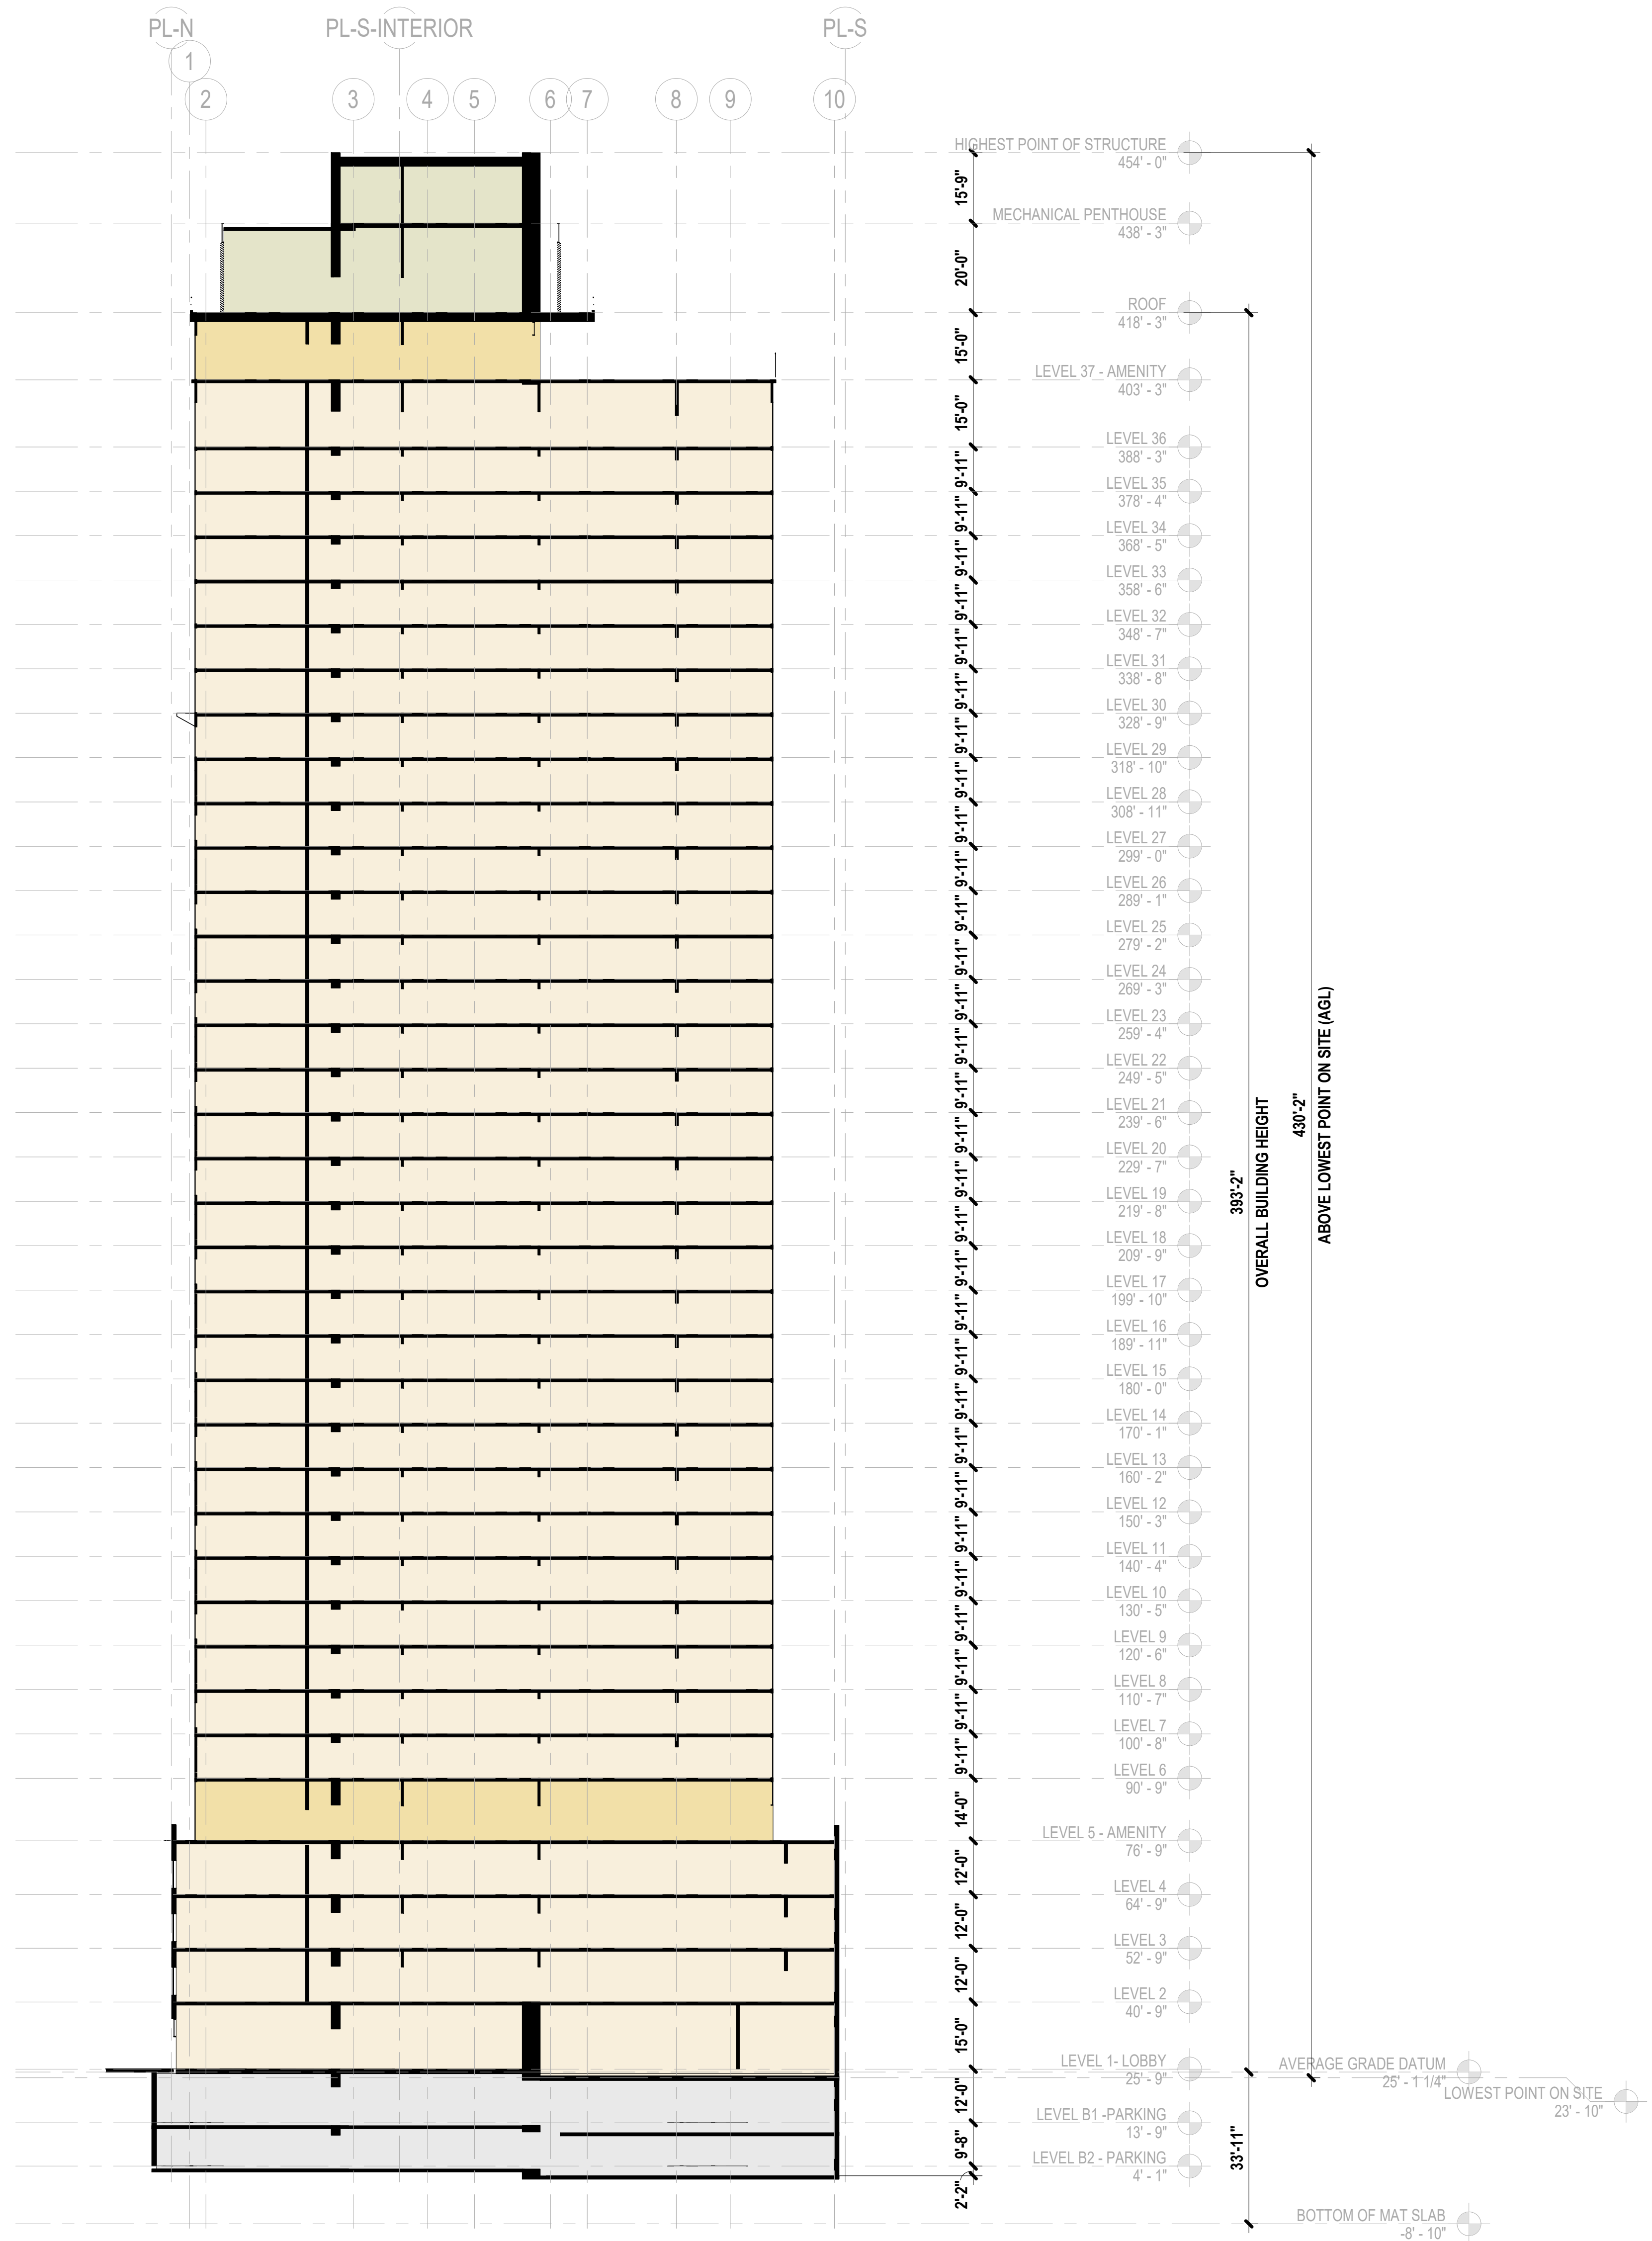 PL-N
PL-S-INTERIOR
PL-S
1
2
3
4
5
6
7
8
9
10
HIGHEST POINT OF STRUCTURE
454' - 0"
15'-9"
MECHANICAL PENTHOUSE
438' - 3"
20'-0"
ROOF
418' - 3"
15'-0"
LEVEL 37 - AMENITY
403' - 3"
15'-0"
LEVEL 36
388' - 3"
9'-11"
LEVEL 35
378' - 4"
9'-11"
LEVEL 34
368' - 5"
9'-11"
LEVEL 33
358' - 6"
9'-11"
LEVEL 32
348' - 7"
9'-11"
LEVEL 31
338' - 8"
9'-11"
LEVEL 30
328' - 9"
9'-11"
LEVEL 29
318' - 10"
9'-11"
LEVEL 28
308' - 11"
9'-11"
LEVEL 27
299' - 0"
9'-11"
LEVEL 26
289' - 1"
9'-11"
LEVEL 25
279' - 2"
9'-11"
LEVEL 24
269' - 3"
9'-11"
LEVEL 23
259' - 4"
9'-11"
LEVEL 22
249' - 5"
9'-11"
LEVEL 21
239' - 6"
9'-11"
LEVEL 20
229' - 7"
9'-11"
LEVEL 19
219' - 8"
9'-11"
LEVEL 18
209' - 9"
9'-11"
LEVEL 17
199' - 10"
9'-11"
LEVEL 16
189' - 11"
9'-11"
LEVEL 15
180' - 0"
9'-11"
LEVEL 14
170' - 1"
9'-11"
LEVEL 13
160' - 2"
9'-11"
LEVEL 12
150' - 3"
9'-11"
LEVEL 11
140' - 4"
9'-11"
LEVEL 10
130' - 5"
9'-11"
LEVEL 9
120' - 6"
9'-11"
LEVEL 8
110' - 7"
9'-11"
LEVEL 7
100' - 8"
9'-11"
LEVEL 6
90' - 9"
14'-0"
LEVEL 5 - AMENITY
76' - 9"
12'-0"
LEVEL 4
64' - 9"
12'-0"
LEVEL 3
52' - 9"
12'-0"
LEVEL 2
40' - 9"
15'-0"
LEVEL 1- LOBBY
25' - 9"
12'-0"
LEVEL B1 -PARKING
13' - 9"
9'-8"
LEVEL B2 - PARKING
4' - 1"
2'-2"
393'-2"
OVERALL BUILDING HEIGHT
430'-2"
ABOVE LOWEST POINT ON SITE (AGL)
AVERAGE GRADE DATUM
25' - 1 1/4"
LOWEST POINT ON SITE
23' - 10"
33'-11"
BOTTOM OF MAT SLAB
-8' - 10"